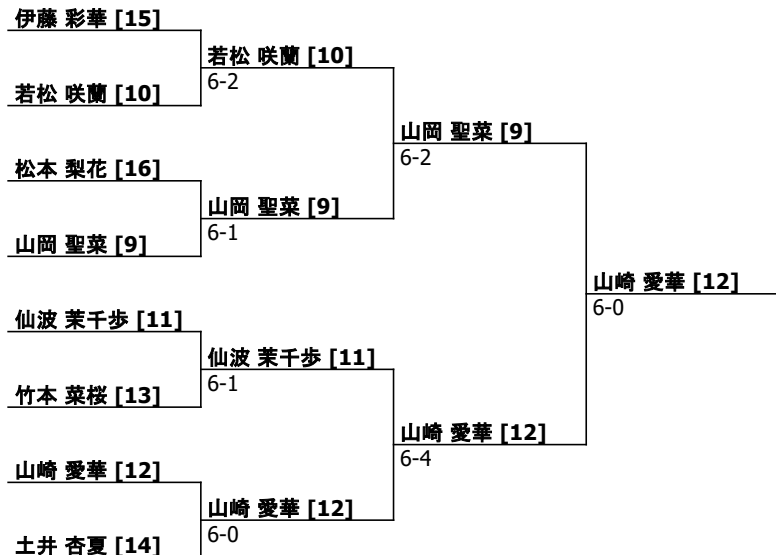 伊藤 彩華 [15]
若松 咲蘭 [10]
6-2
若松 咲蘭 [10]
山岡 聖菜 [9]
6-2
松本 梨花 [16]
山岡 聖菜 [9]
6-1
山岡 聖菜 [9]
山崎 愛華 [12]
6-0
仙波 茉千歩 [11]
仙波 茉千歩 [11]
6-1
竹本 菜桜 [13]
山崎 愛華 [12]
6-4
山崎 愛華 [12]
山崎 愛華 [12]
6-0
土井 杏夏 [14]